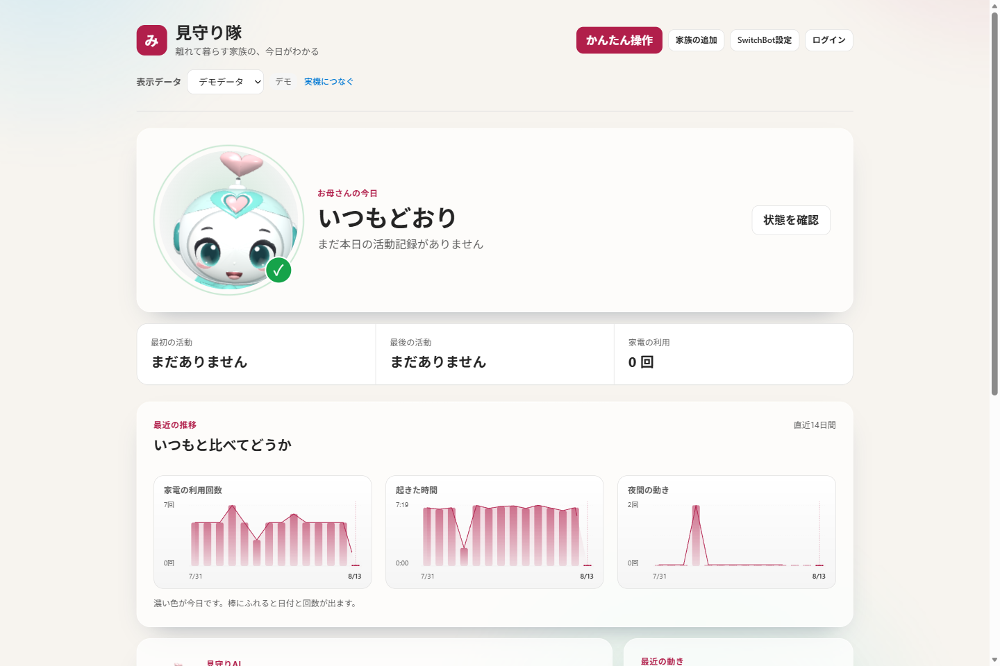 み
見守り隊
離れて暮らす家族の、今日がわかる
かんたん操作
家族の追加
SwitchBot設定
ログイン
表示データ
デモデータ
デモ
実機につなぐ
お母さんの今日
いつもどおり
まだ本日の活動記録がありません
状態を確認
最初の活動
まだありません
最後の活動
まだありません
家電の利用
0 回
最近の推移
直近14日間
いつもと比べてどうか
家電の利用回数
7回
0回
7/31
8/13
起きた時間
7:19
0:00
7/31
8/13
夜間の動き
2回
0回
7/31
8/13
濃い色が今日です。棒にふれると日付と回数が出ます。
見守りAI
最近の動き